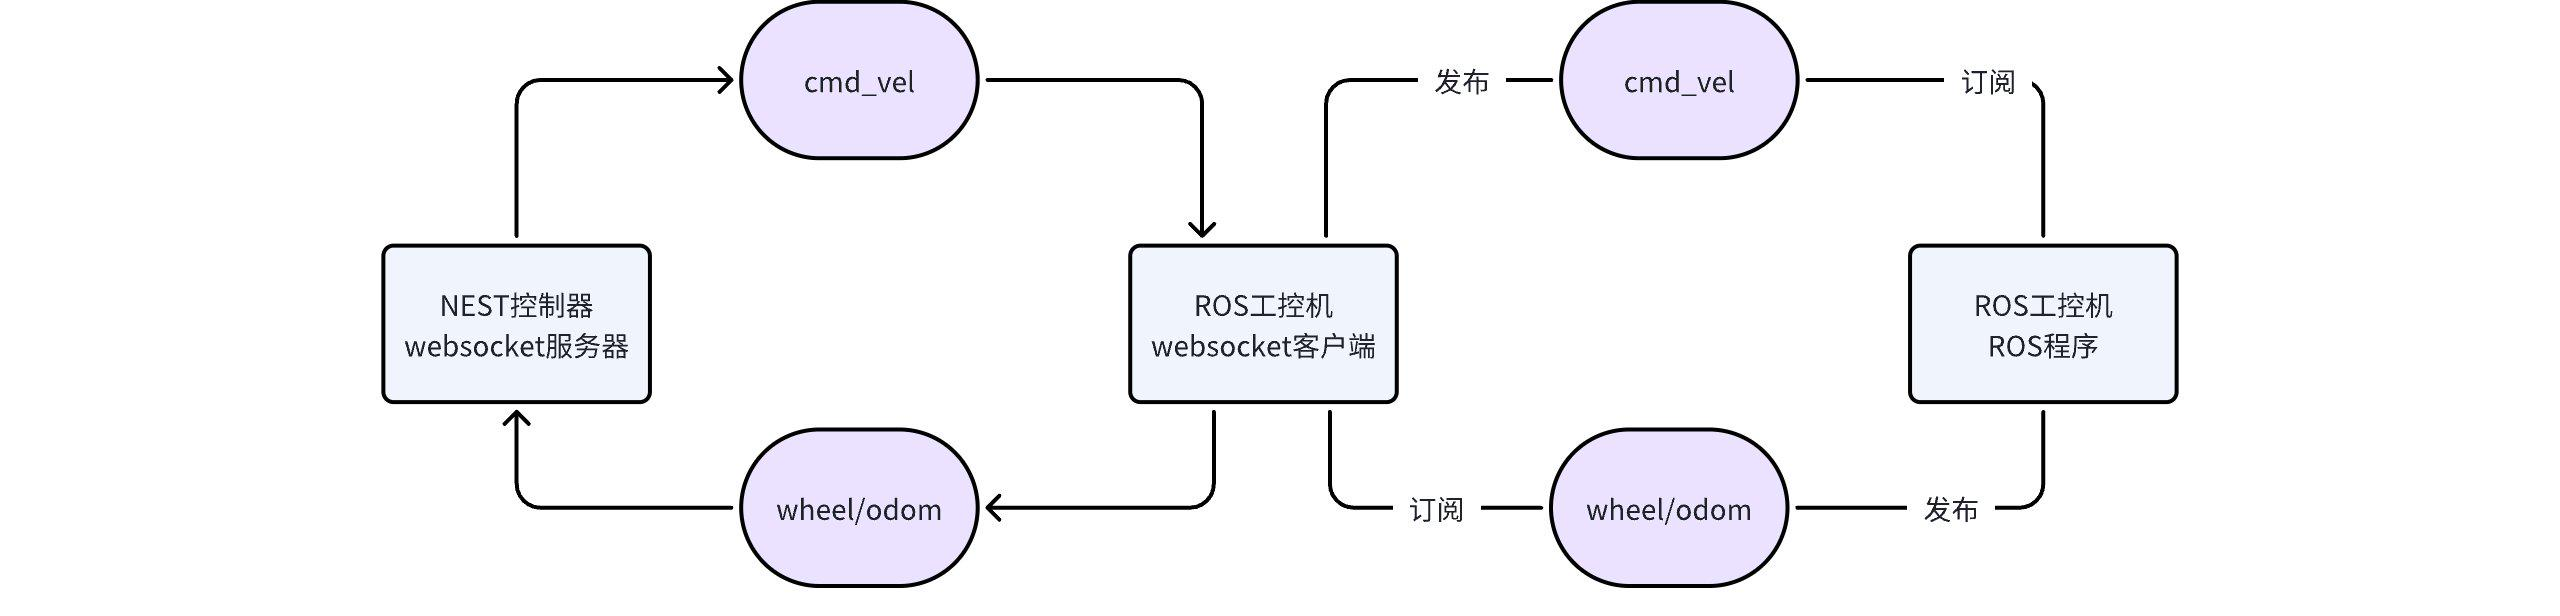 cmd_vel
发布
cmd_vel
订阅
NEST控制器
websocket服务器
ROS工控机
websocket客户端
ROS工控机
ROS程序
wheel/odom
订阅
wheel/odom
发布